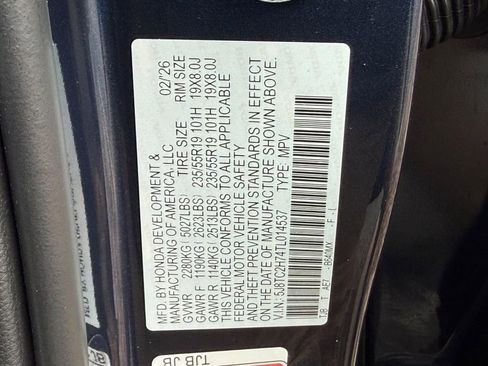 MFD. BY HONDA DEVELOPMENT & 02/26
MANUFACTURING OF AMERICA, LLC
GVWR 2280KG (5027LBS) TIRE SIZE RIM SIZE
GAWR F 1190KG (2623LBS) 235/55R19 101H 19X8.0J
GAWR R 1140KG (2513LBS) 235/55R19 101H 19X8.0J
THIS VEHICLE CONFORMS TO ALL APPLICABLE
FEDERAL MOTOR VEHICLE SAFETY
AND THEFT PREVENTION STANDARDS IN EFFECT
ON THE DATE OF MANUFACTURE SHOWN ABOVE.
V.I.N: 5J8TC2H74TL014537 TYPE: MPV
TJB T AE7 -B640MX F - L
TJB JB